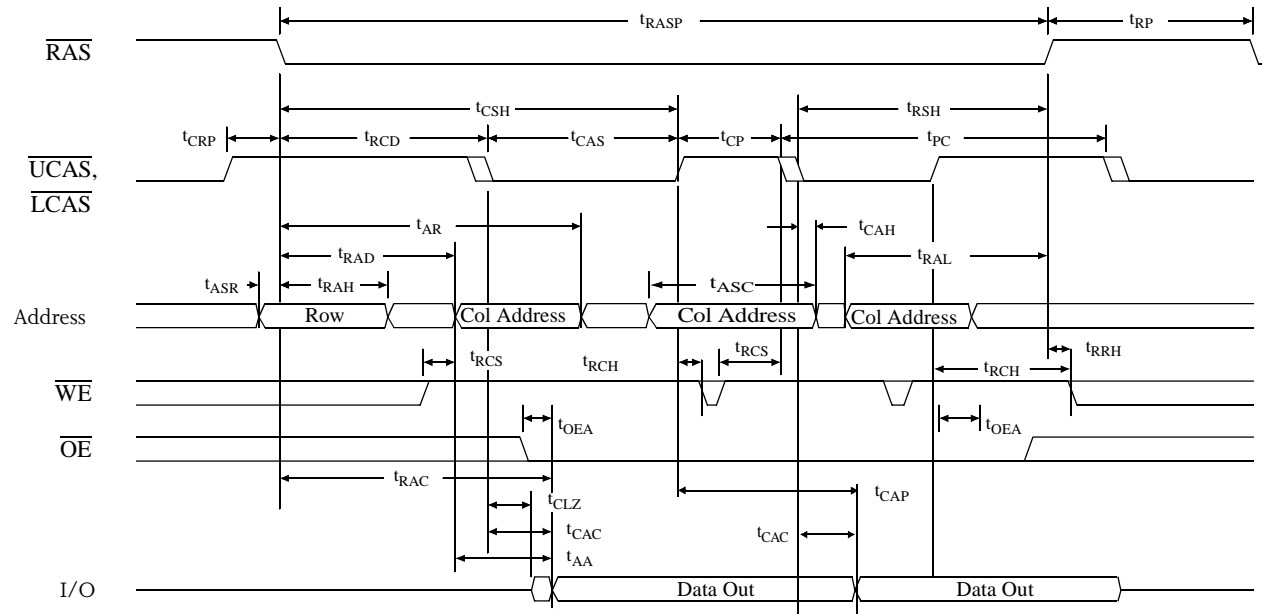 tRASP tRP
RAS
tCSH tRSH
tCRP tRCD tCAS tCP tPC
UCAS,
LCAS
tAR tCAH
tRAD tRAL
tASR tRAH tASC
Address Row Col Address Col Address Col Address
tRCS tRCH tRCS tRRH
tRCH
WE
tOEA tOEA
OE
tRAC tCAP
tCLZ
tCAC tCAC
tAA
I/O Data Out Data Out